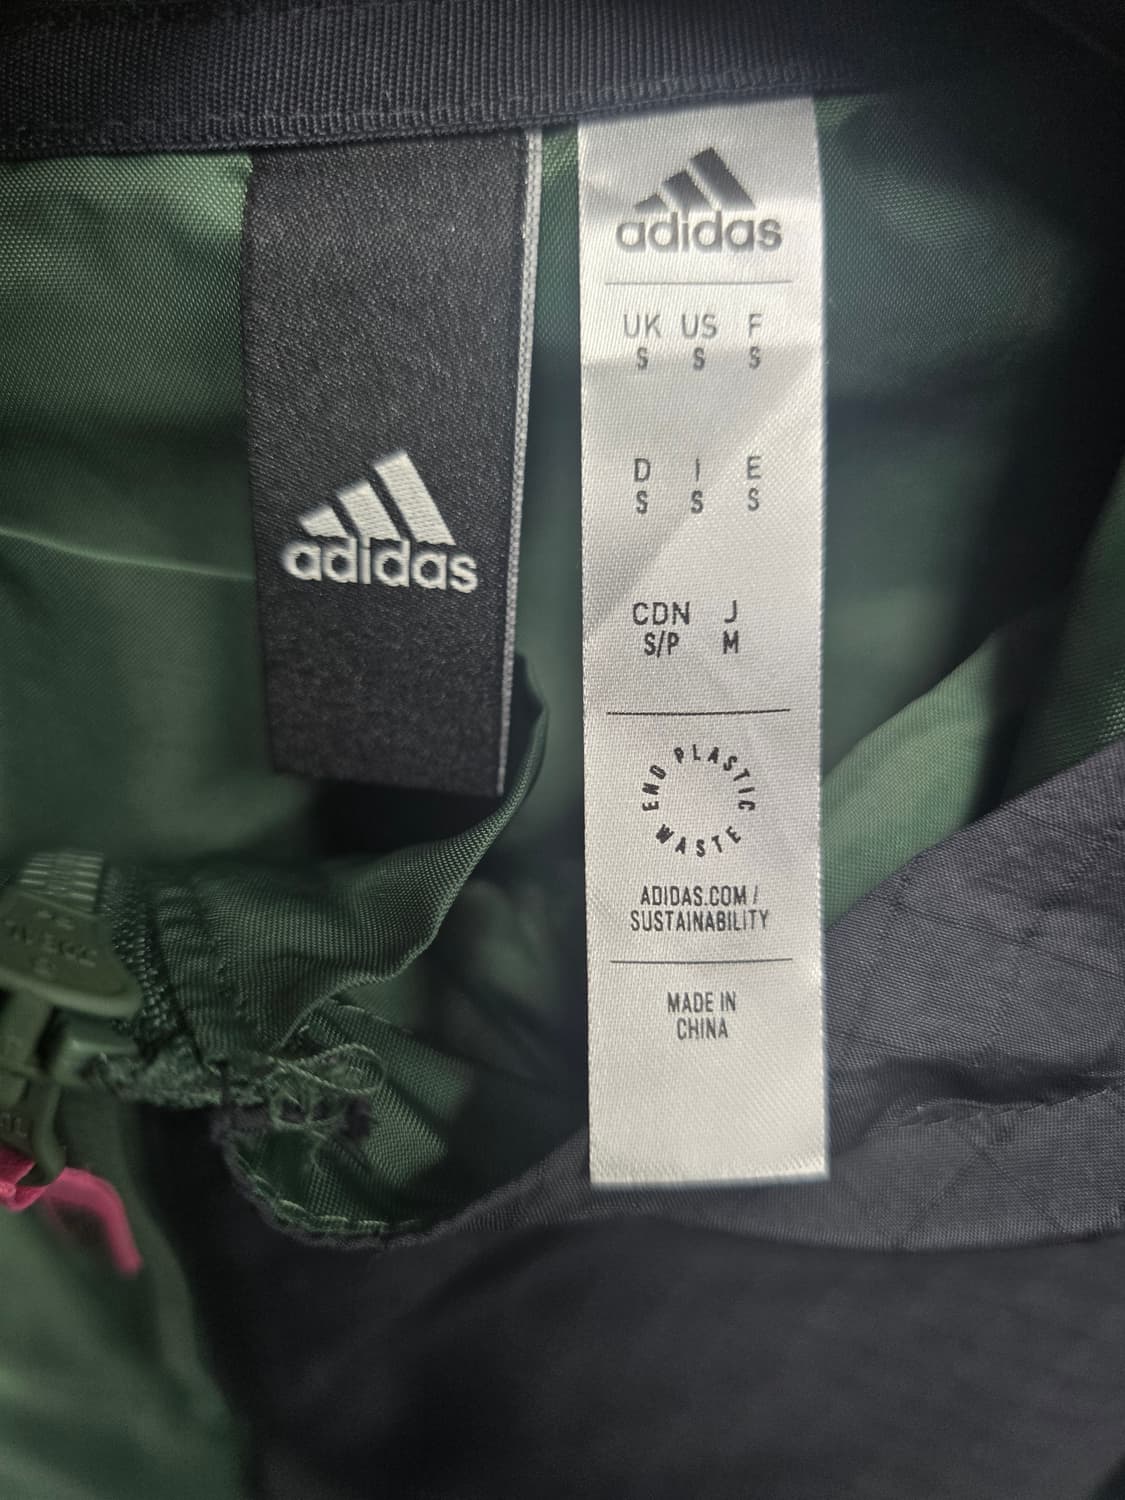 adidas
adidas
UK US F
S S S
D I E
S S S
CDN J
S/P M
END PLASTIC WASTE
ADIDAS.COM /
SUSTAINABILITY
MADE IN
CHINA